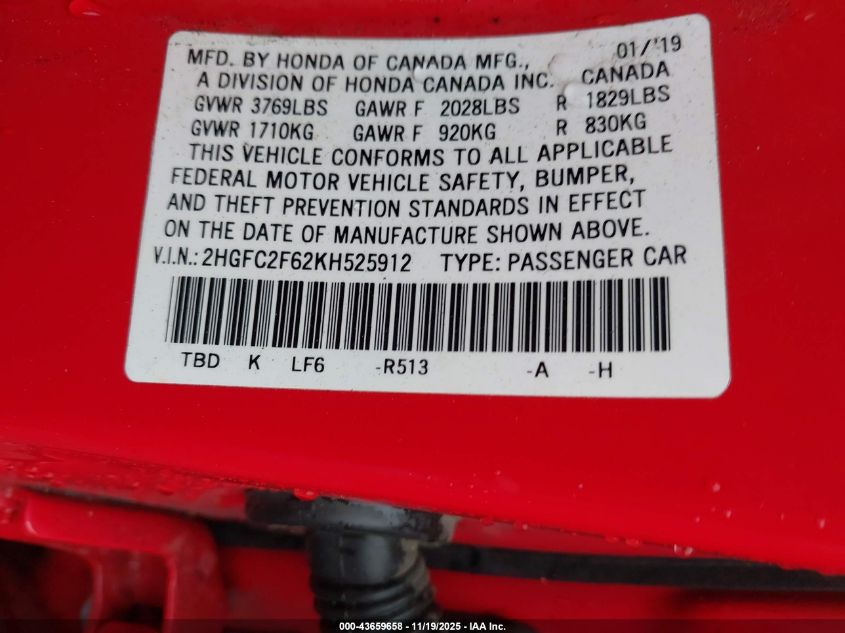 MFD. BY HONDA OF CANADA MFG., 01/'19
A DIVISION OF HONDA CANADA INC. CANADA
GVWR 3769LBS GAWR F 2028LBS R 1829LBS
GVWR 1710KG GAWR F 920KG R 830KG
THIS VEHICLE CONFORMS TO ALL APPLICABLE
FEDERAL MOTOR VEHICLE SAFETY, BUMPER,
AND THEFT PREVENTION STANDARDS IN EFFECT
ON THE DATE OF MANUFACTURE SHOWN ABOVE.
V.I.N.: 2HGFC2F62KH525912 TYPE: PASSENGER CAR
TBD K LF6 -R513 -A -H
000-43659658 - 11/19/2025 - IAA Inc.